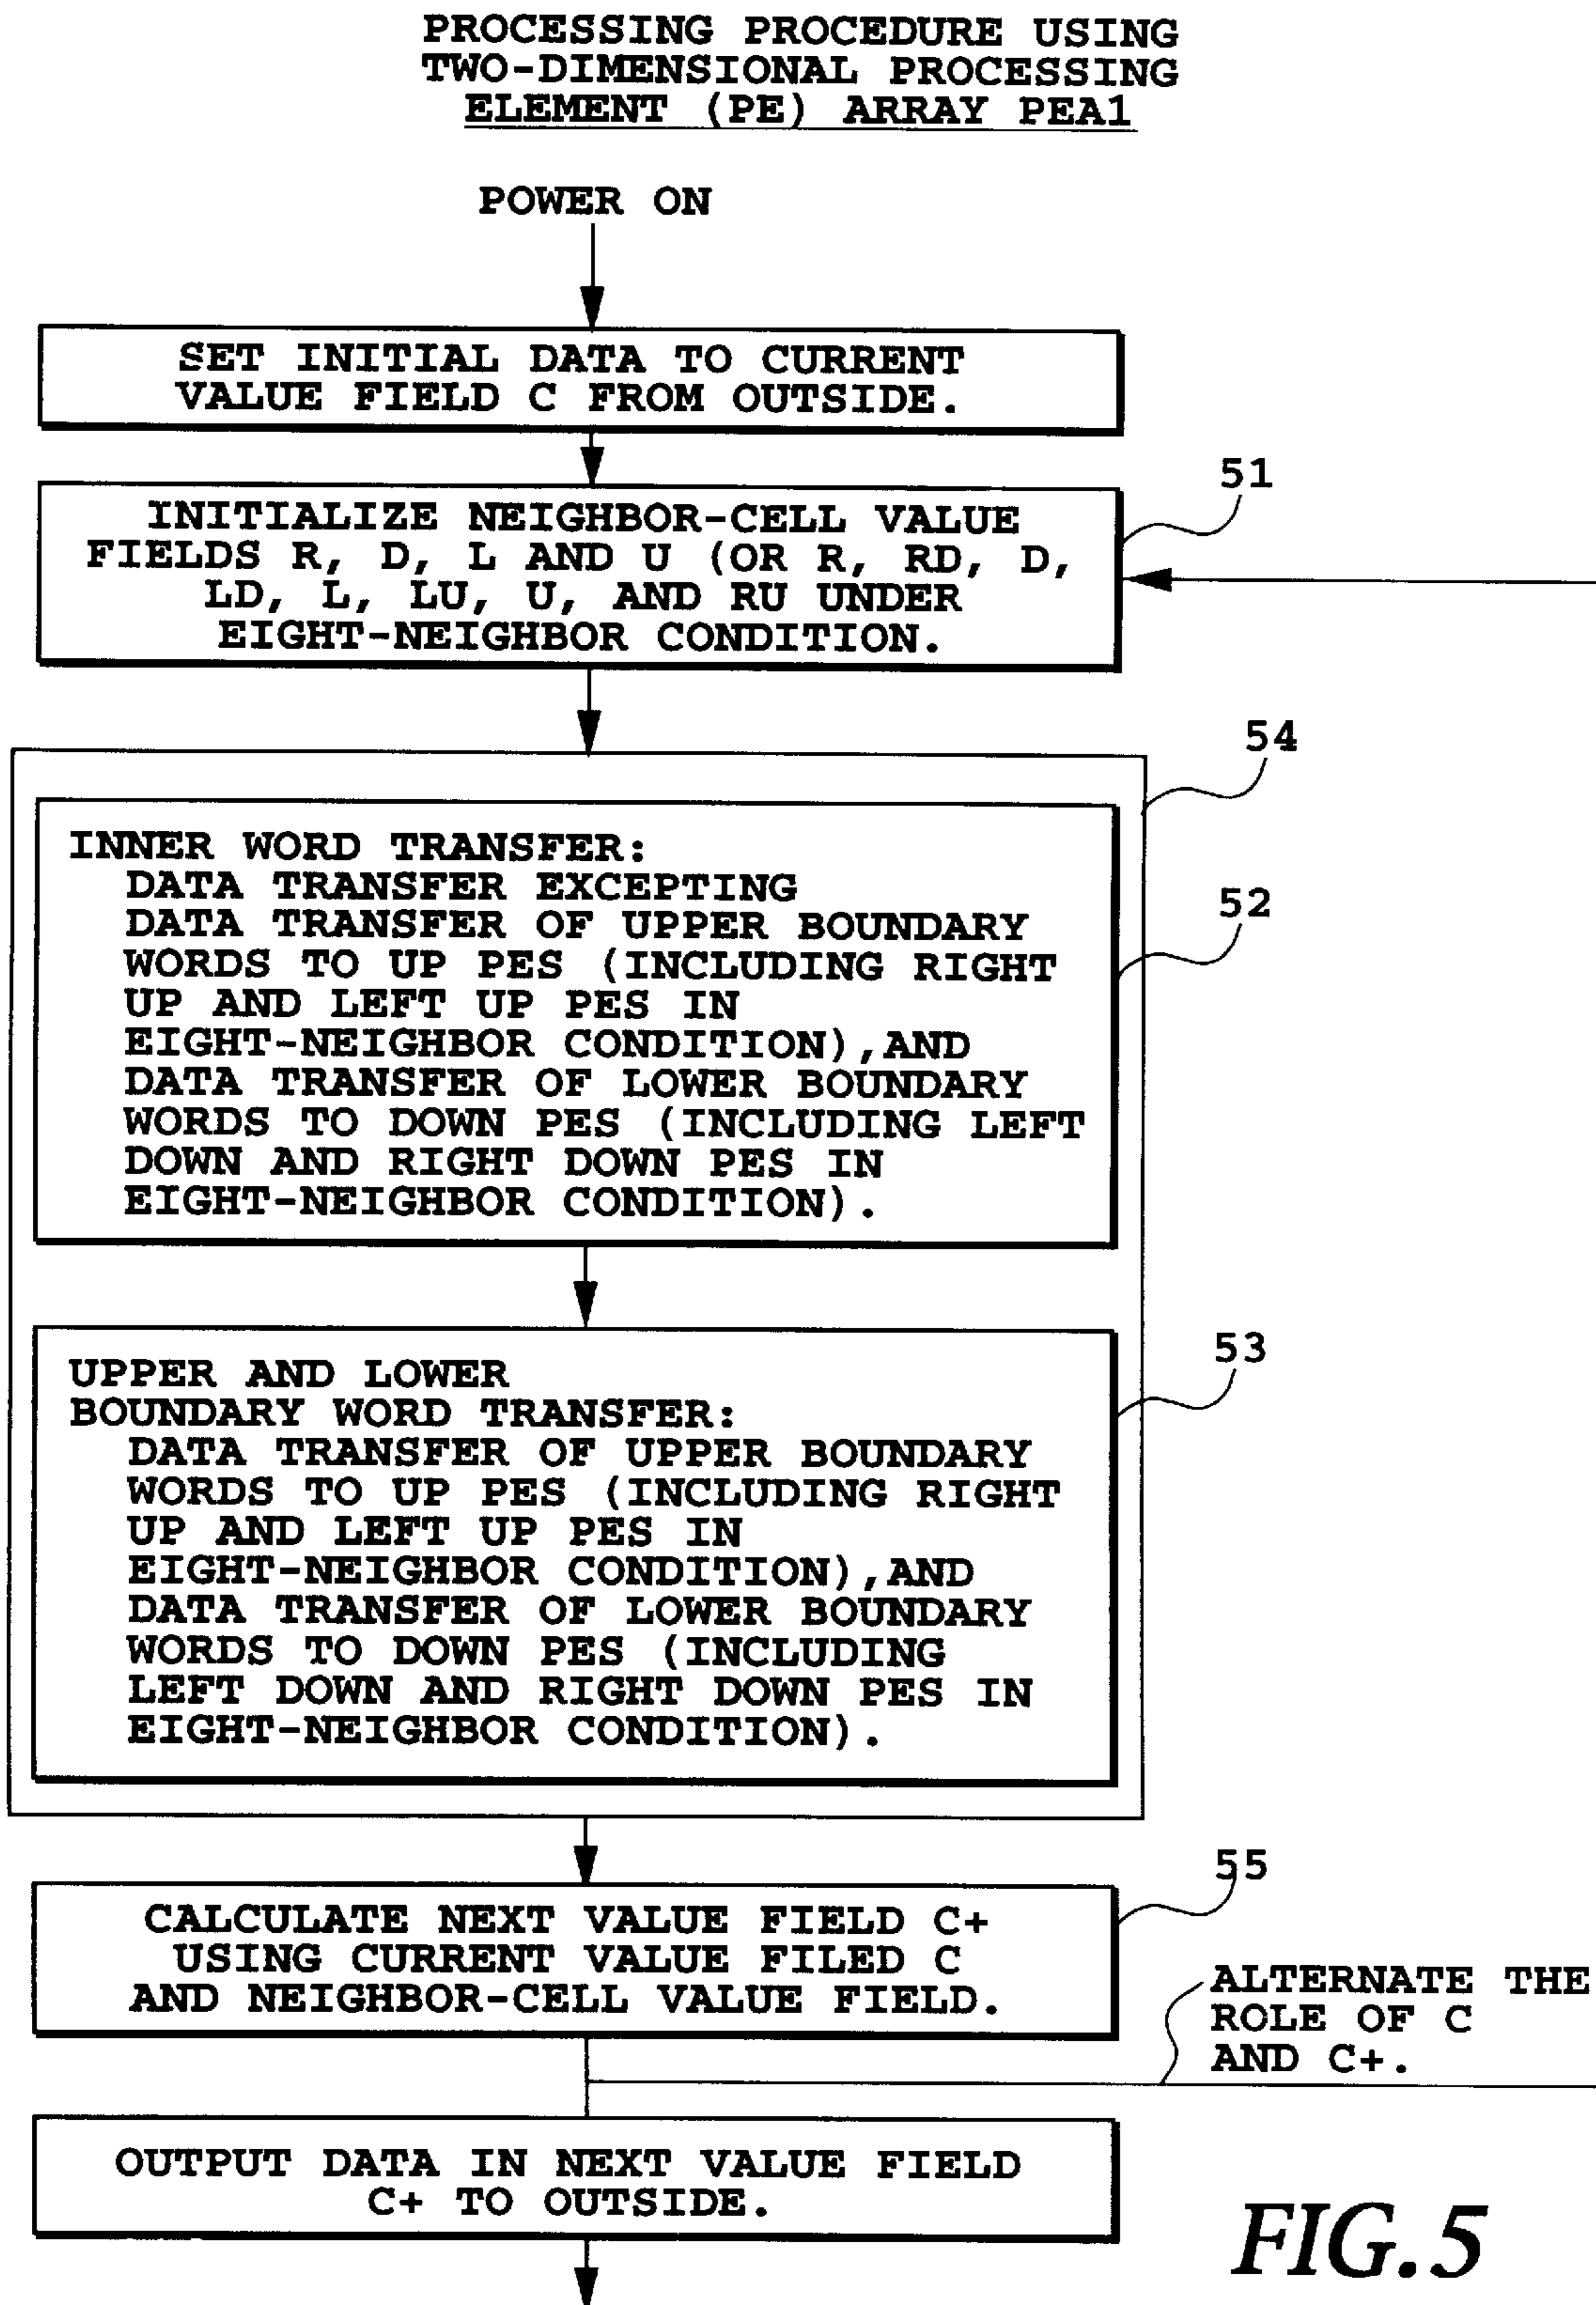 PROCESSING PROCEDURE USING
TWO-DIMENSIONAL PROCESSING
ELEMENT (PE) ARRAY PEA1
POWER ON
SET INITIAL DATA TO CURRENT
VALUE FIELD C FROM OUTSIDE.
51
INITIALIZE NEIGHBOR-CELL VALUE
FIELDS R, D, L AND U (OR R, RD, D,
LD, L, LU, U, AND RU UNDER
EIGHT-NEIGHBOR CONDITION.
54
52
INNER WORD TRANSFER:
DATA TRANSFER EXCEPTING
DATA TRANSFER OF UPPER BOUNDARY
WORDS TO UP PES (INCLUDING RIGHT
UP AND LEFT UP PES IN
EIGHT-NEIGHBOR CONDITION),AND
DATA TRANSFER OF LOWER BOUNDARY
WORDS TO DOWN PES (INCLUDING LEFT
DOWN AND RIGHT DOWN PES IN
EIGHT-NEIGHBOR CONDITION).
53
UPPER AND LOWER
BOUNDARY WORD TRANSFER:
DATA TRANSFER OF UPPER BOUNDARY
WORDS TO UP PES (INCLUDING RIGHT
UP AND LEFT UP PES IN
EIGHT-NEIGHBOR CONDITION),AND
DATA TRANSFER OF LOWER BOUNDARY
WORDS TO DOWN PES (INCLUDING
LEFT DOWN AND RIGHT DOWN PES IN
EIGHT-NEIGHBOR CONDITION).
55
CALCULATE NEXT VALUE FIELD C+
USING CURRENT VALUE FILED C
AND NEIGHBOR-CELL VALUE FIELD.
ALTERNATE THE
ROLE OF C
AND C+.
OUTPUT DATA IN NEXT VALUE FIELD
C+ TO OUTSIDE.
FIG.5